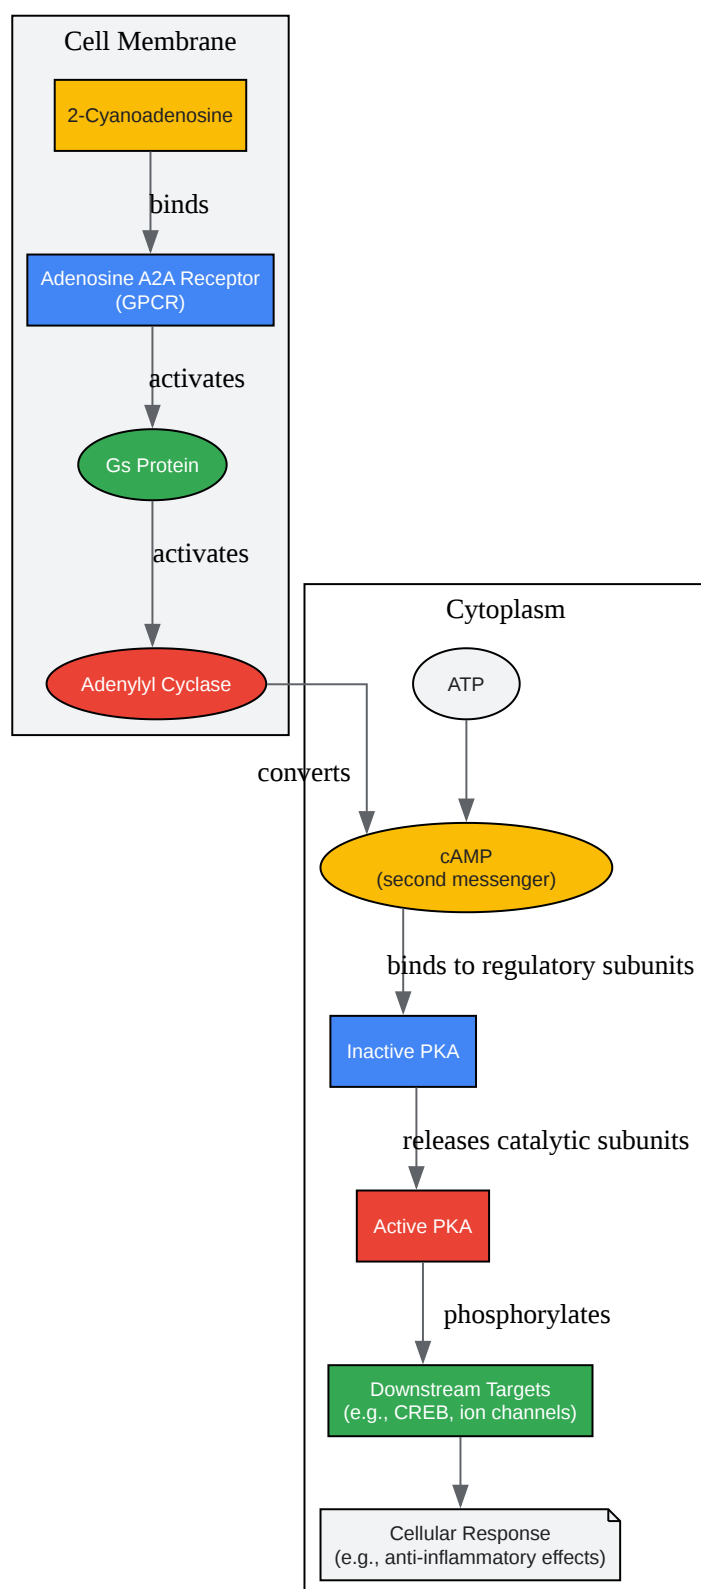 Cell Membrane
2-Cyanoadenosine
binds
Adenosine A2A Receptor
(GPCR)
activates
Gs Protein
activates
Adenylyl Cyclase
Cytoplasm
ATP
converts
cAMP
(second messenger)
binds to regulatory subunits
Inactive PKA
releases catalytic subunits
Active PKA
phosphorylates
Downstream Targets
(e.g., CREB, ion channels)
Cellular Response
(e.g., anti-inflammatory effects)